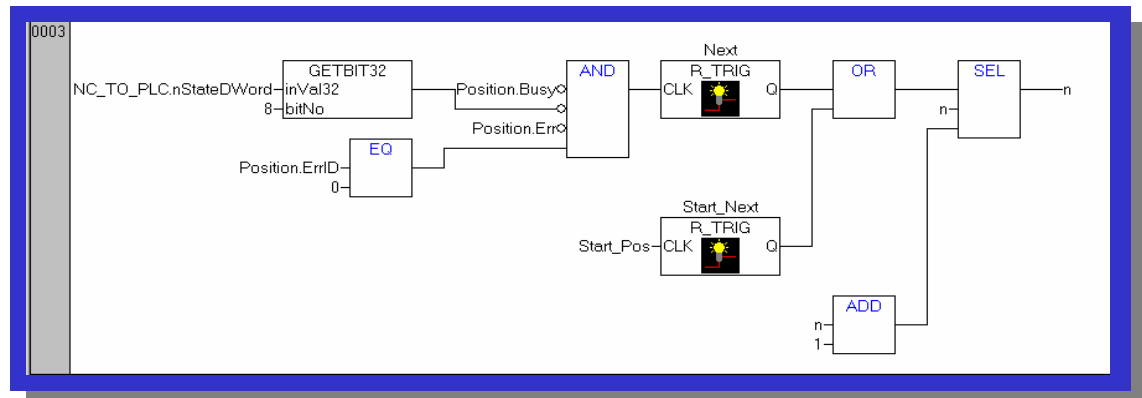 0003
Next
GETBIT32 AND R_TRIG OR SEL
NC_TO_PLC.nStateDWord inVal32 Position.Busy CLK Q n
8 bitNo n
Position.Err
EQ
Position.ErrID
0
Start_Next
R_TRIG
Start_Pos CLK Q
ADD
n
1